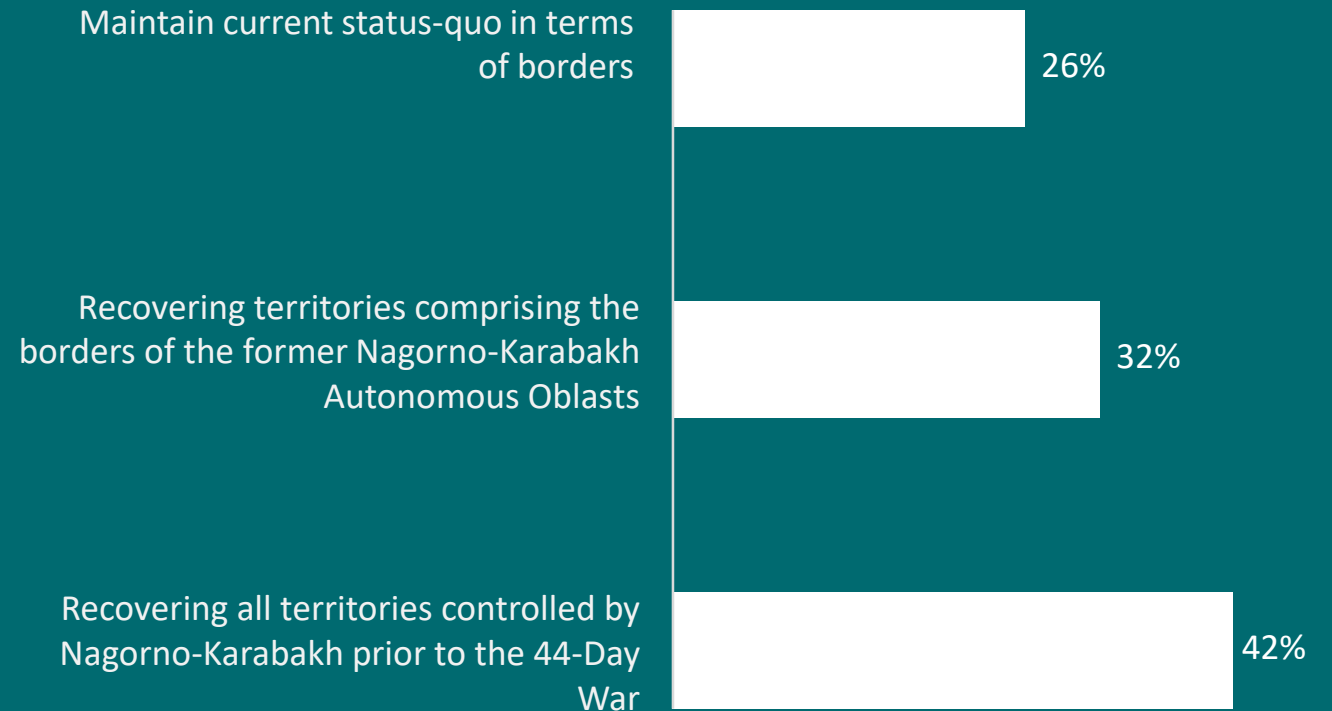 Maintain current status-quo in terms
of borders
26%
Recovering territories comprising the
borders of the former Nagorno-Karabakh
Autonomous Oblasts
32%
Recovering all territories controlled by
Nagorno-Karabakh prior to the 44-Day
War
42%